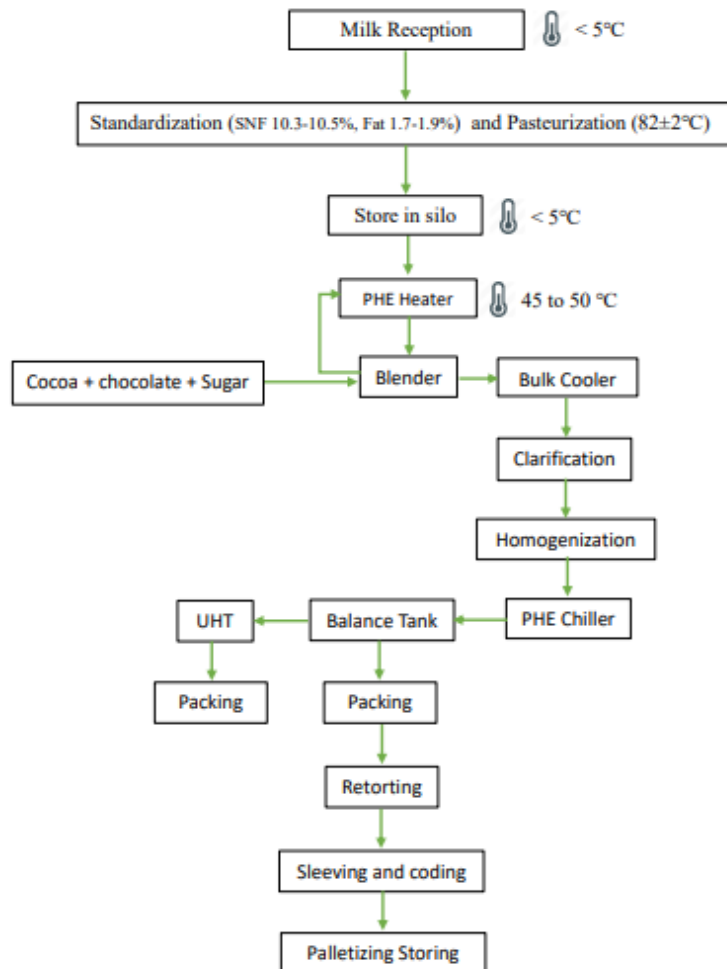 Milk Reception
< 5℃
Standardization (SNF 10.3-10.5%, Fat 1.7-1.9%) and Pasteurization (82±2℃)
Store in silo
< 5℃
PHE Heater
45 to 50 ℃
Cocoa + chocolate + Sugar
Blender
Bulk Cooler
Clarification
Homogenization
UHT
Balance Tank
PHE Chiller
Packing
Packing
Retorting
Sleeving and coding
Palletizing Storing